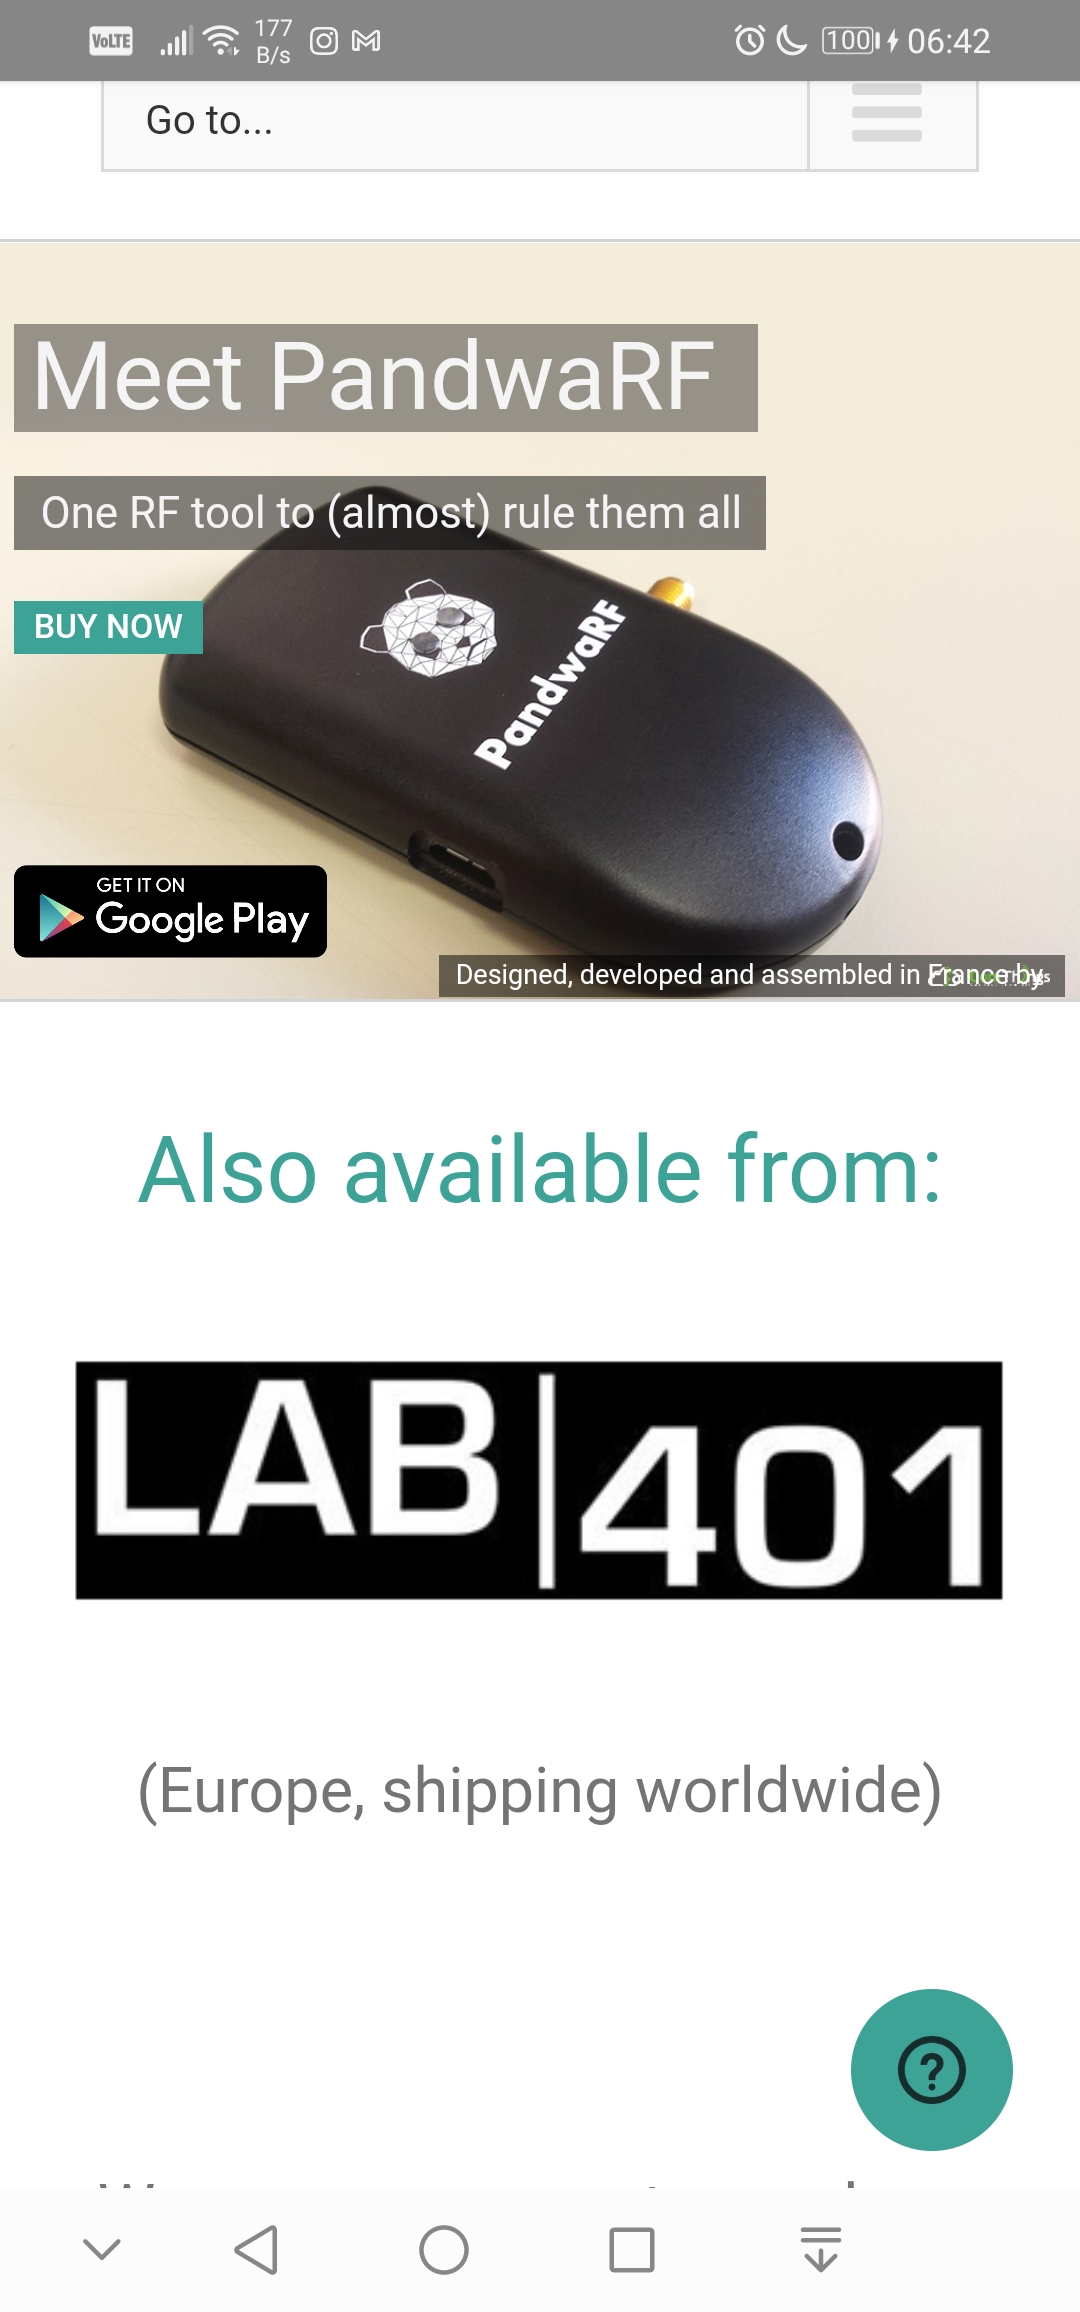 VoLTE 177 B/s 100 06:42
Go to...
Meet PandwaRF
One RF tool to (almost) rule them all
BUY NOW
PandwaRF
GET IT ON
Google Play
Designed, developed and assembled in France by
Also available from:
LAB|401
(Europe, shipping worldwide)